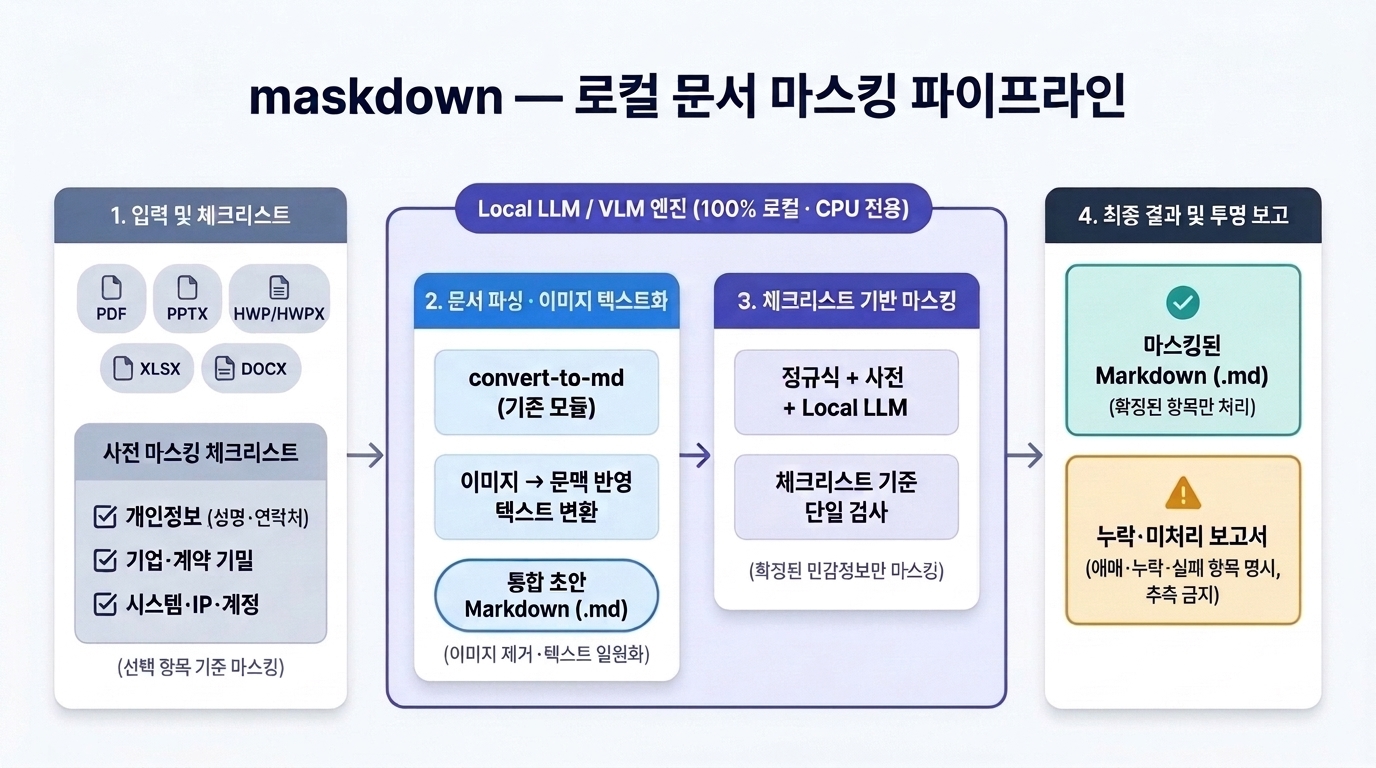 maskdown — 로컬 문서 마스킹 파이프라인
1. 입력 및 체크리스트
PDF
PPTX
HWP/HWPX
XLSX
DOCX
사전 마스킹 체크리스트
개인정보 (성명·연락처)
기업·계약 기밀
시스템·IP·계정
(선택 항목 기준 마스킹)
Local LLM / VLM 엔진 (100% 로컬 · CPU 전용)
2. 문서 파싱 · 이미지 텍스트화
convert-to-md
(기존 모듈)
이미지 → 문맥 반영
텍스트 변환
통합 초안
Markdown (.md)
(이미지 제거·텍스트 일원화)
3. 체크리스트 기반 마스킹
정규식 + 사전
+ Local LLM
체크리스트 기준
단일 검사
(확정된 민감정보만 마스킹)
4. 최종 결과 및 투명 보고
마스킹된
Markdown (.md)
(확정된 항목만 처리)
누락·미처리 보고서
(애매·누락·실패 항목 명시,
추측 금지)